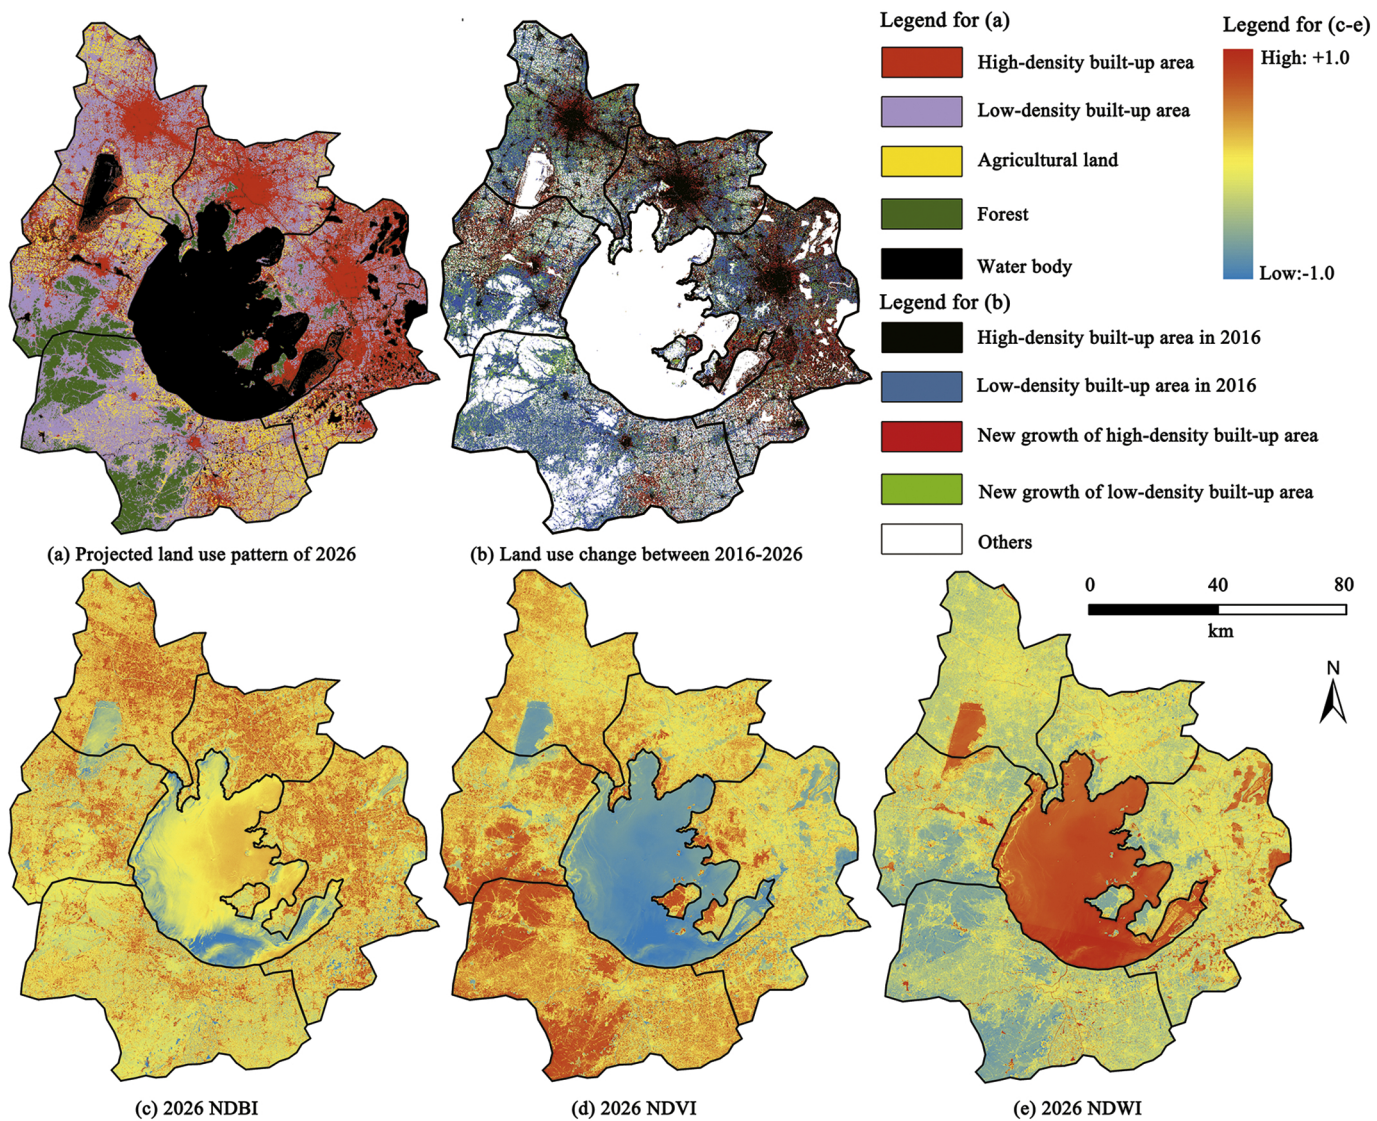 Legend for (a)
High-density built-up area
Low-density built-up area
Agricultural land
Forest
Water body
Legend for (c-e)
High: +1.0
Low:-1.0
Legend for (b)
High-density built-up area in 2016
Low-density built-up area in 2016
New growth of high-density built-up area
New growth of low-density built-up area
Others
(a) Projected land use pattern of 2026
(b) Land use change between 2016-2026
0 40 80
km
N
(c) 2026 NDBI
(d) 2026 NDVI
(e) 2026 NDWI